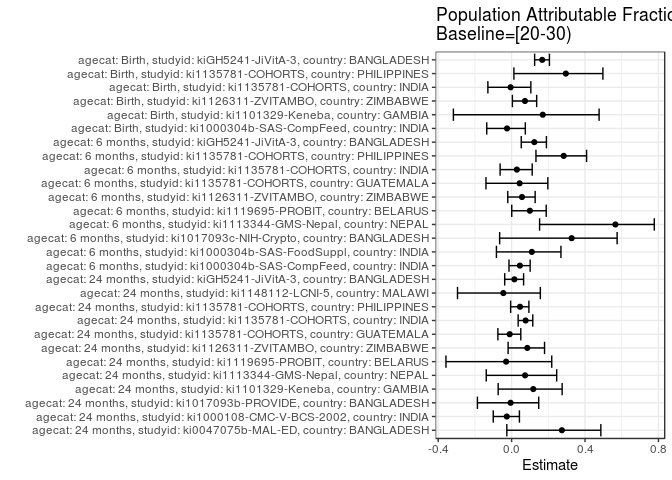 Population Attributable Fractio
Baseline=[20-30)
agecat: Birth, studyid: kiGH5241-JiVitA-3, country: BANGLADESH
agecat: Birth, studyid: ki1135781-COHORTS, country: PHILIPPINES
agecat: Birth, studyid: ki1135781-COHORTS, country: INDIA
agecat: Birth, studyid: ki1126311-ZVITAMBO, country: ZIMBABWE
agecat: Birth, studyid: ki1101329-Keneba, country: GAMBIA
agecat: Birth, studyid: ki1000304b-SAS-CompFeed, country: INDIA
agecat: 6 months, studyid: kiGH5241-JiVitA-3, country: BANGLADESH
agecat: 6 months, studyid: ki1135781-COHORTS, country: PHILIPPINES
agecat: 6 months, studyid: ki1135781-COHORTS, country: INDIA
agecat: 6 months, studyid: ki1135781-COHORTS, country: GUATEMALA
agecat: 6 months, studyid: ki1126311-ZVITAMBO, country: ZIMBABWE
agecat: 6 months, studyid: ki1119695-PROBIT, country: BELARUS
agecat: 6 months, studyid: ki1113344-GMS-Nepal, country: NEPAL
agecat: 6 months, studyid: ki1017093c-NIH-Crypto, country: BANGLADESH
agecat: 6 months, studyid: ki1000304b-SAS-FoodSuppl, country: INDIA
agecat: 6 months, studyid: ki1000304b-SAS-CompFeed, country: INDIA
agecat: 24 months, studyid: kiGH5241-JiVitA-3, country: BANGLADESH
agecat: 24 months, studyid: ki1148112-LCNI-5, country: MALAWI
agecat: 24 months, studyid: ki1135781-COHORTS, country: PHILIPPINES
agecat: 24 months, studyid: ki1135781-COHORTS, country: INDIA
agecat: 24 months, studyid: ki1135781-COHORTS, country: GUATEMALA
agecat: 24 months, studyid: ki1126311-ZVITAMBO, country: ZIMBABWE
agecat: 24 months, studyid: ki1119695-PROBIT, country: BELARUS
agecat: 24 months, studyid: ki1113344-GMS-Nepal, country: NEPAL
agecat: 24 months, studyid: ki1101329-Keneba, country: GAMBIA
agecat: 24 months, studyid: ki1017093b-PROVIDE, country: BANGLADESH
agecat: 24 months, studyid: ki1000108-CMC-V-BCS-2002, country: INDIA
agecat: 24 months, studyid: ki0047075b-MAL-ED, country: BANGLADESH
-0.4 0.0 0.4 0.8
Estimate